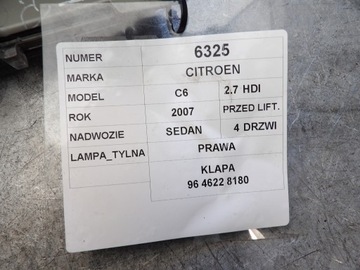 NUMER 6325
MARKA CITROEN
MODEL C6 2.7 HDI
ROK 2007 PRZED LIFT.
NADWOZIE SEDAN 4 DRZWI
LAMPA_TYLNA PRAWA
KLAPA
96 4622 8180